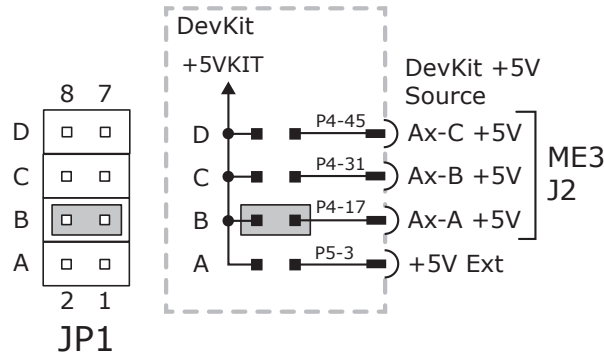 DevKit
+5VKIT
DevKit +5V
Source
8 7
D
C
B
A
2 1
JP1
D P4-45 Ax-C +5V
C P4-31 Ax-B +5V
B P4-17 Ax-A +5V
A P5-3 +5V Ext
ME3
J2